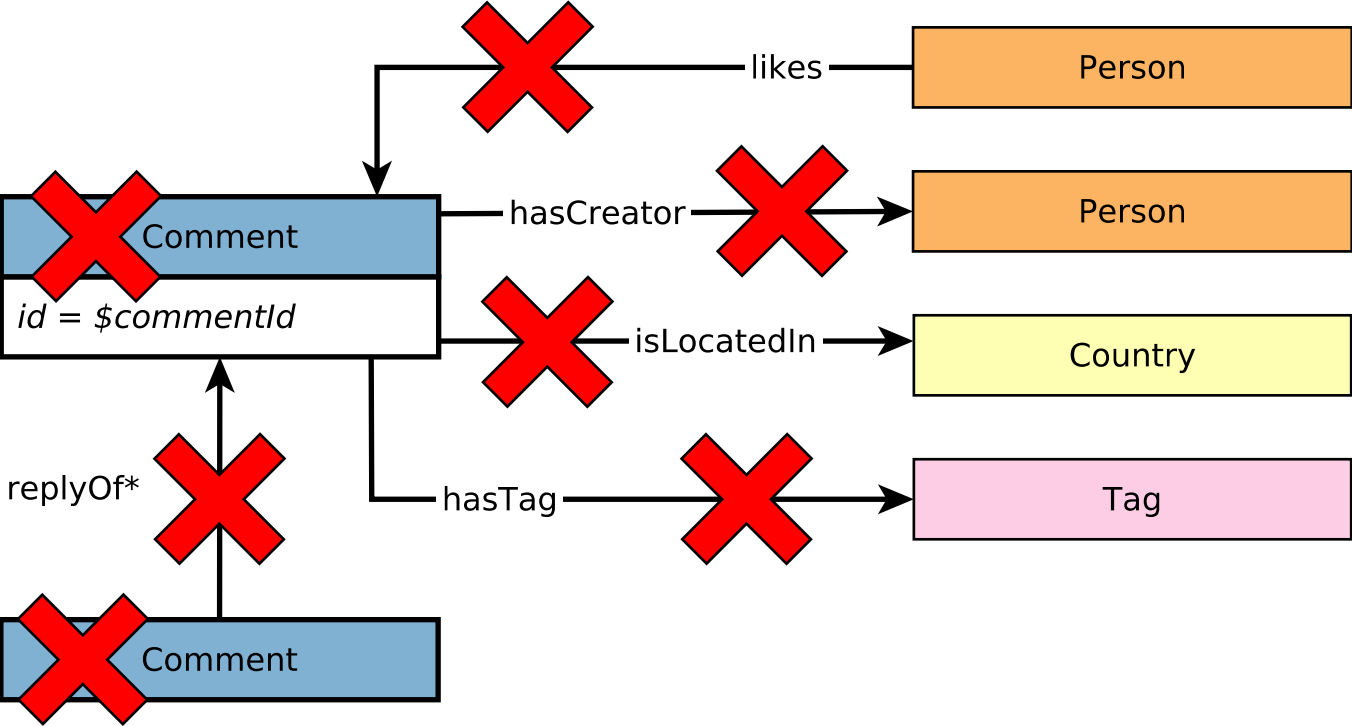 likes
Person
hasCreator
Person
Comment
id = $commentId
isLocatedIn
Country
replyOf*
hasTag
Tag
Comment